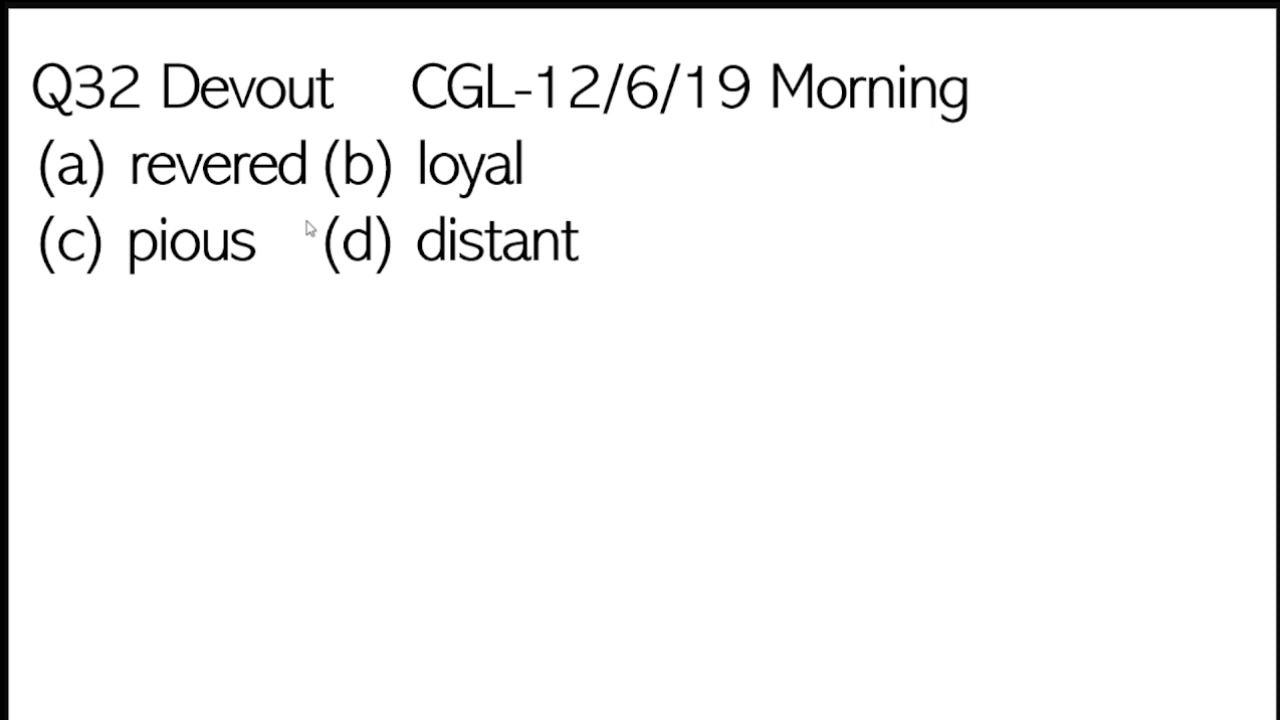 Q32 Devout CGL-12/6/19 Morning
(a) revered (b) loyal
(c) pious (d) distant